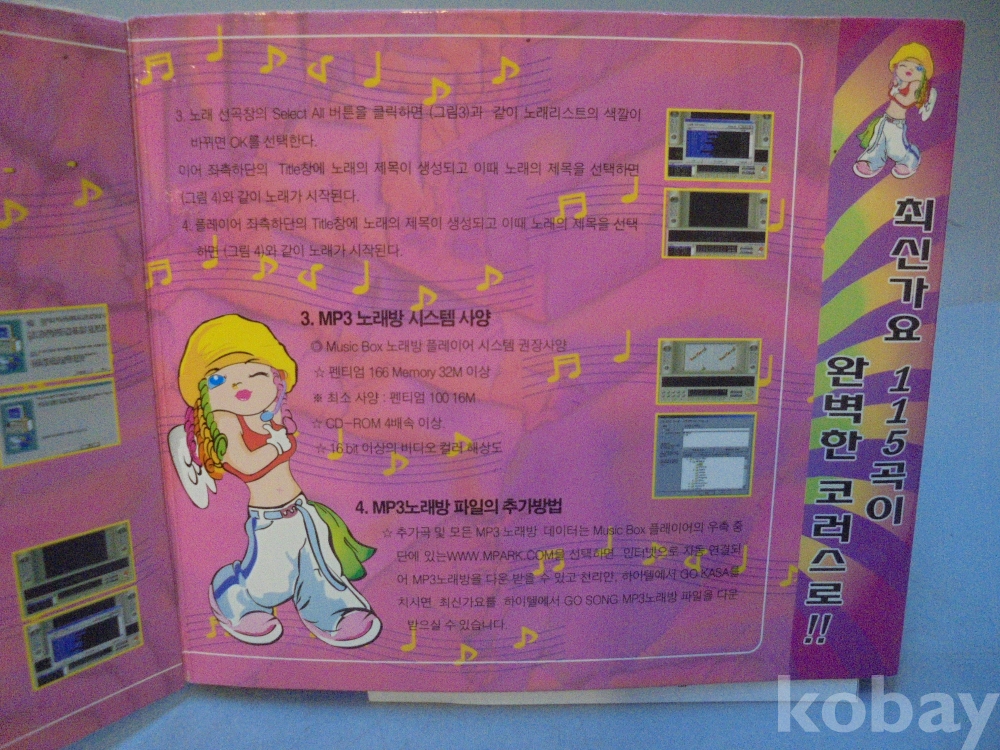 3. 노래 선곡창의 Select All 버튼을 클릭하면 (그림3)과 같이 노래리스트의 색깔이
바뀌면 OK를 선택한다.
이어 좌측하단의 Title창에 노래의 제목이 생성되고 이때 노래의 제목을 선택하면
(그림 4)와 같이 노래가 시작된다.
4. 플레이어 좌측하단의 Title창에 노래의 제목이 생성되고 이때 노래의 제목을 선택
하면 (그림 4)와 같이 노래가 시작된다.
3. MP3 노래방 시스템 사양
◎ Music Box 노래방 플레이어 시스템 권장사양
☆ 펜티엄 166 Memory 32M 이상
※ 최소 사양 : 펜티엄 100 16M
☆ CD-ROM 4배속 이상
☆ 16 bit 이상의 비디오 컬러 해상도
4. MP3노래방 파일의 추가방법
☆ 추가곡 및 모든 MP3 노래방 데이터는 Music Box 플레이어의 우측 중
단에 있는WWW.MPARK.COM을 선택하면 인터넷으로 자동 연결되
어 MP3노래방을 다운 받을 수 있고 천리안, 하이텔에서 GO KASA를
치시면 최신가요를 하이텔에서 GO SONG MP3노래방 파일을 다운
받으실 수 있습니다.
최신가요 115곡이
완벽한 코러스로!!
kobay